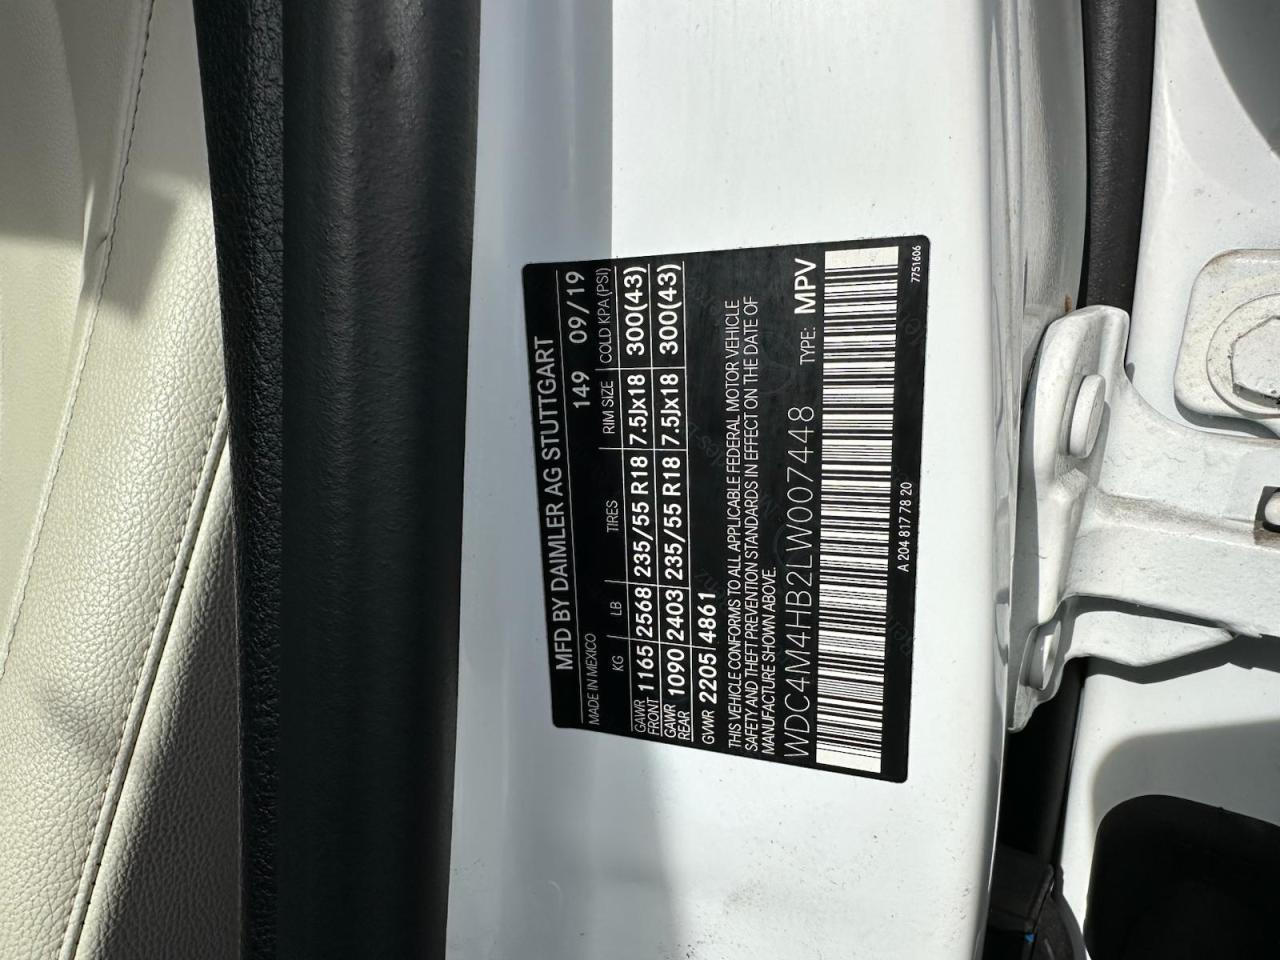 MFD BY DAIMLER AG STUTTGART
MADE IN MEXICO 149 09/19
KG LB TIRES RIM SIZE COLD KPA(PSI)
GAWR FRONT 1165 2568 235/55 R18 7.5Jx18 300(43)
GAWR REAR 1090 2403 235/55 R18 7.5Jx18 300(43)
GVWR 2205 4861
THIS VEHICLE CONFORMS TO ALL APPLICABLE FEDERAL MOTOR VEHICLE
SAFETY AND THEFT PREVENTION STANDARDS IN EFFECT ON THE DATE OF
MANUFACTURE SHOWN ABOVE.
WDC4M4HB2LW007448 TYPE: MPV
A 204 817 78 20 7751606